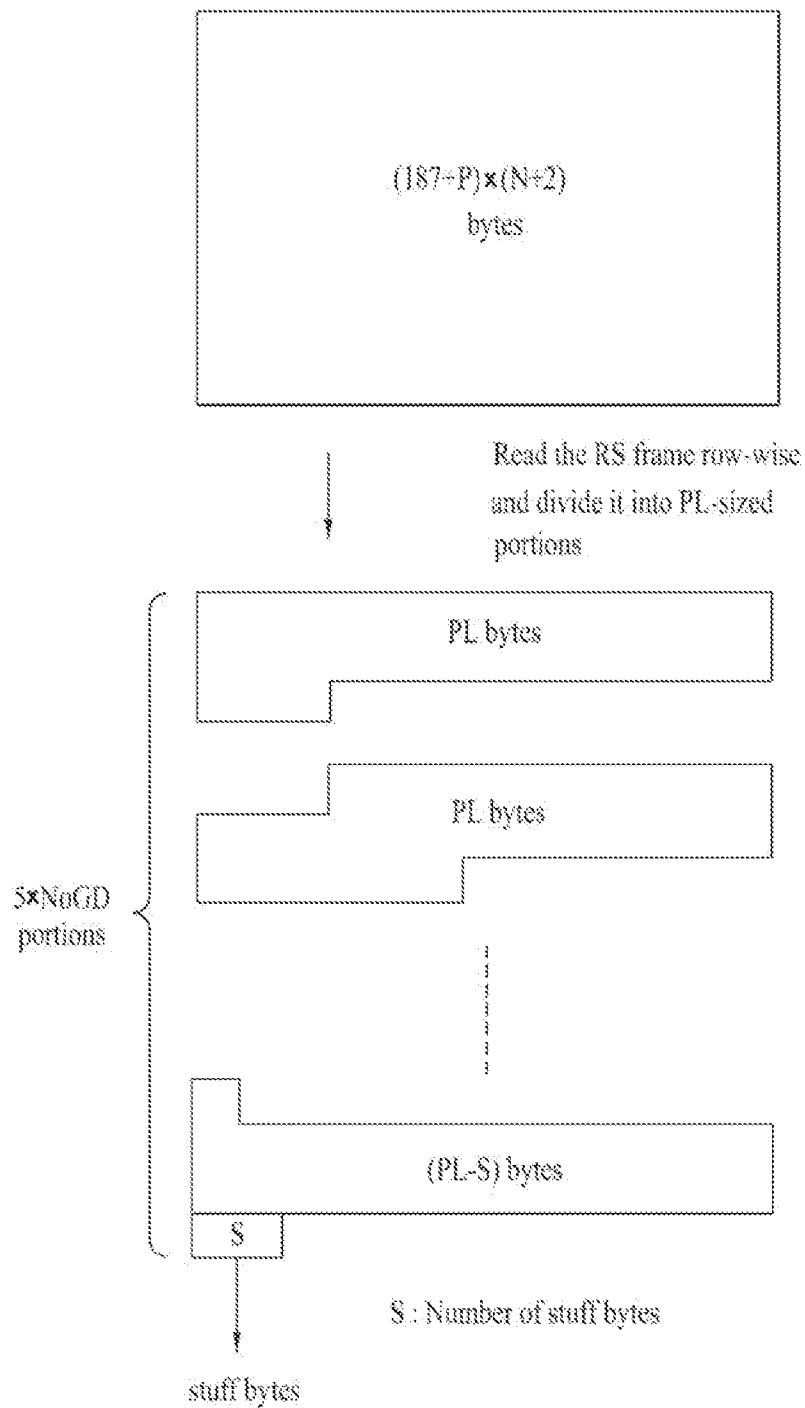 (187+P)×(N+2)
bytes
Read the RS frame row-wise,
and divide it into PL-sized
portions
PL bytes
PL bytes
5×NoGD
portions
(PL-S) bytes
S
S : Number of stuff bytes
stuff bytes